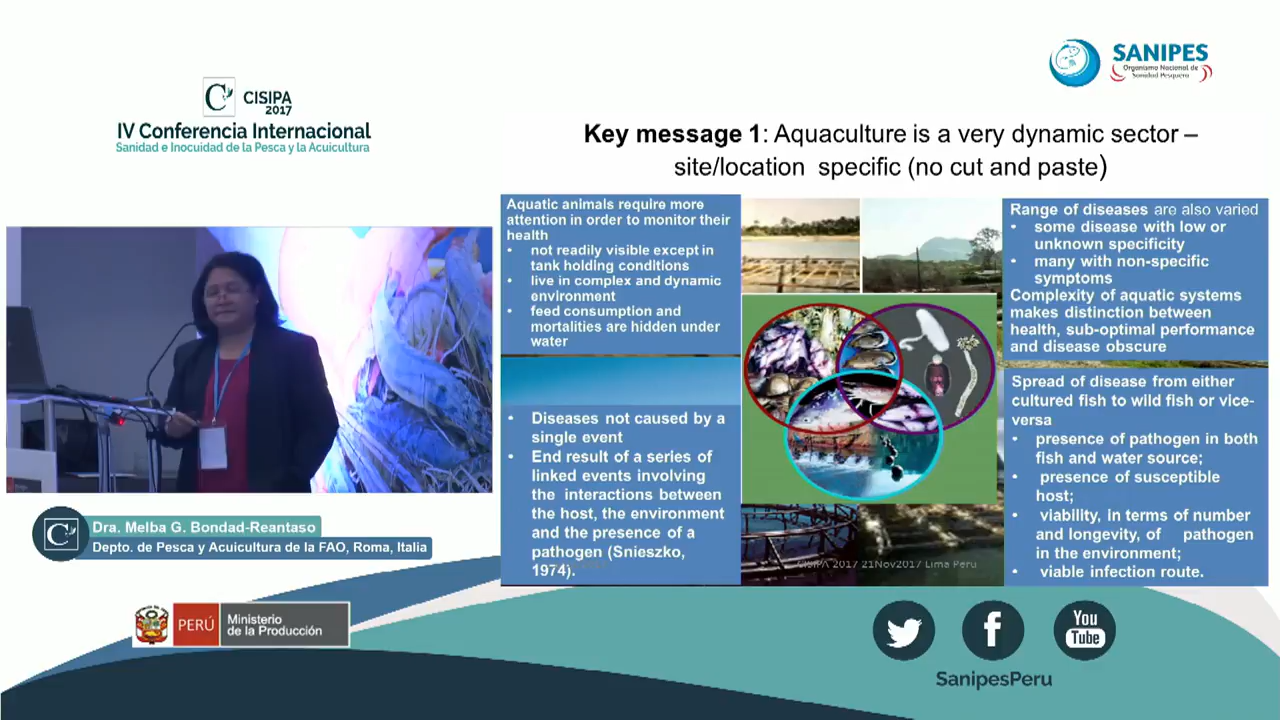 SANIPES
Organismo Nacional de
Sanidad Pesquera
C
CISIPA
2017
IV Conferencia Internacional
Sanidad e Inocuidad de la Pesca y la Acuicultura
Key message 1: Aquaculture is a very dynamic sector –
site/location specific (no cut and paste)
Aquatic animals require more
attention in order to monitor their
health
• not readily visible except in
tank holding conditions
• live in complex and dynamic
environment
• feed consumption and
mortalities are hidden under
water
• Diseases not caused by a
single event
• End result of a series of
linked events involving
the interactions between
the host, the environment
and the presence of a
pathogen (Snieszko,
1974).
Range of diseases are also varied
• some disease with low or
unknown specificity
• many with non-specific
symptoms
Complexity of aquatic systems
makes distinction between
health, sub-optimal performance
and disease obscure
Spread of disease from either
cultured fish to wild fish or vice-
versa
• presence of pathogen in both
fish and water source;
• presence of susceptible
host;
• viability, in terms of number
and longevity, of pathogen
in the environment;
• viable infection route.
CISIPA 2017 21Nov2017 Lima Peru
C
Dra. Melba G. Bondad-Reantaso
Depto. de Pesca y Acuicultura de la FAO, Roma, Italia
PERÚ
Ministerio
de la Producción
f
You
Tube
SanipesPeru